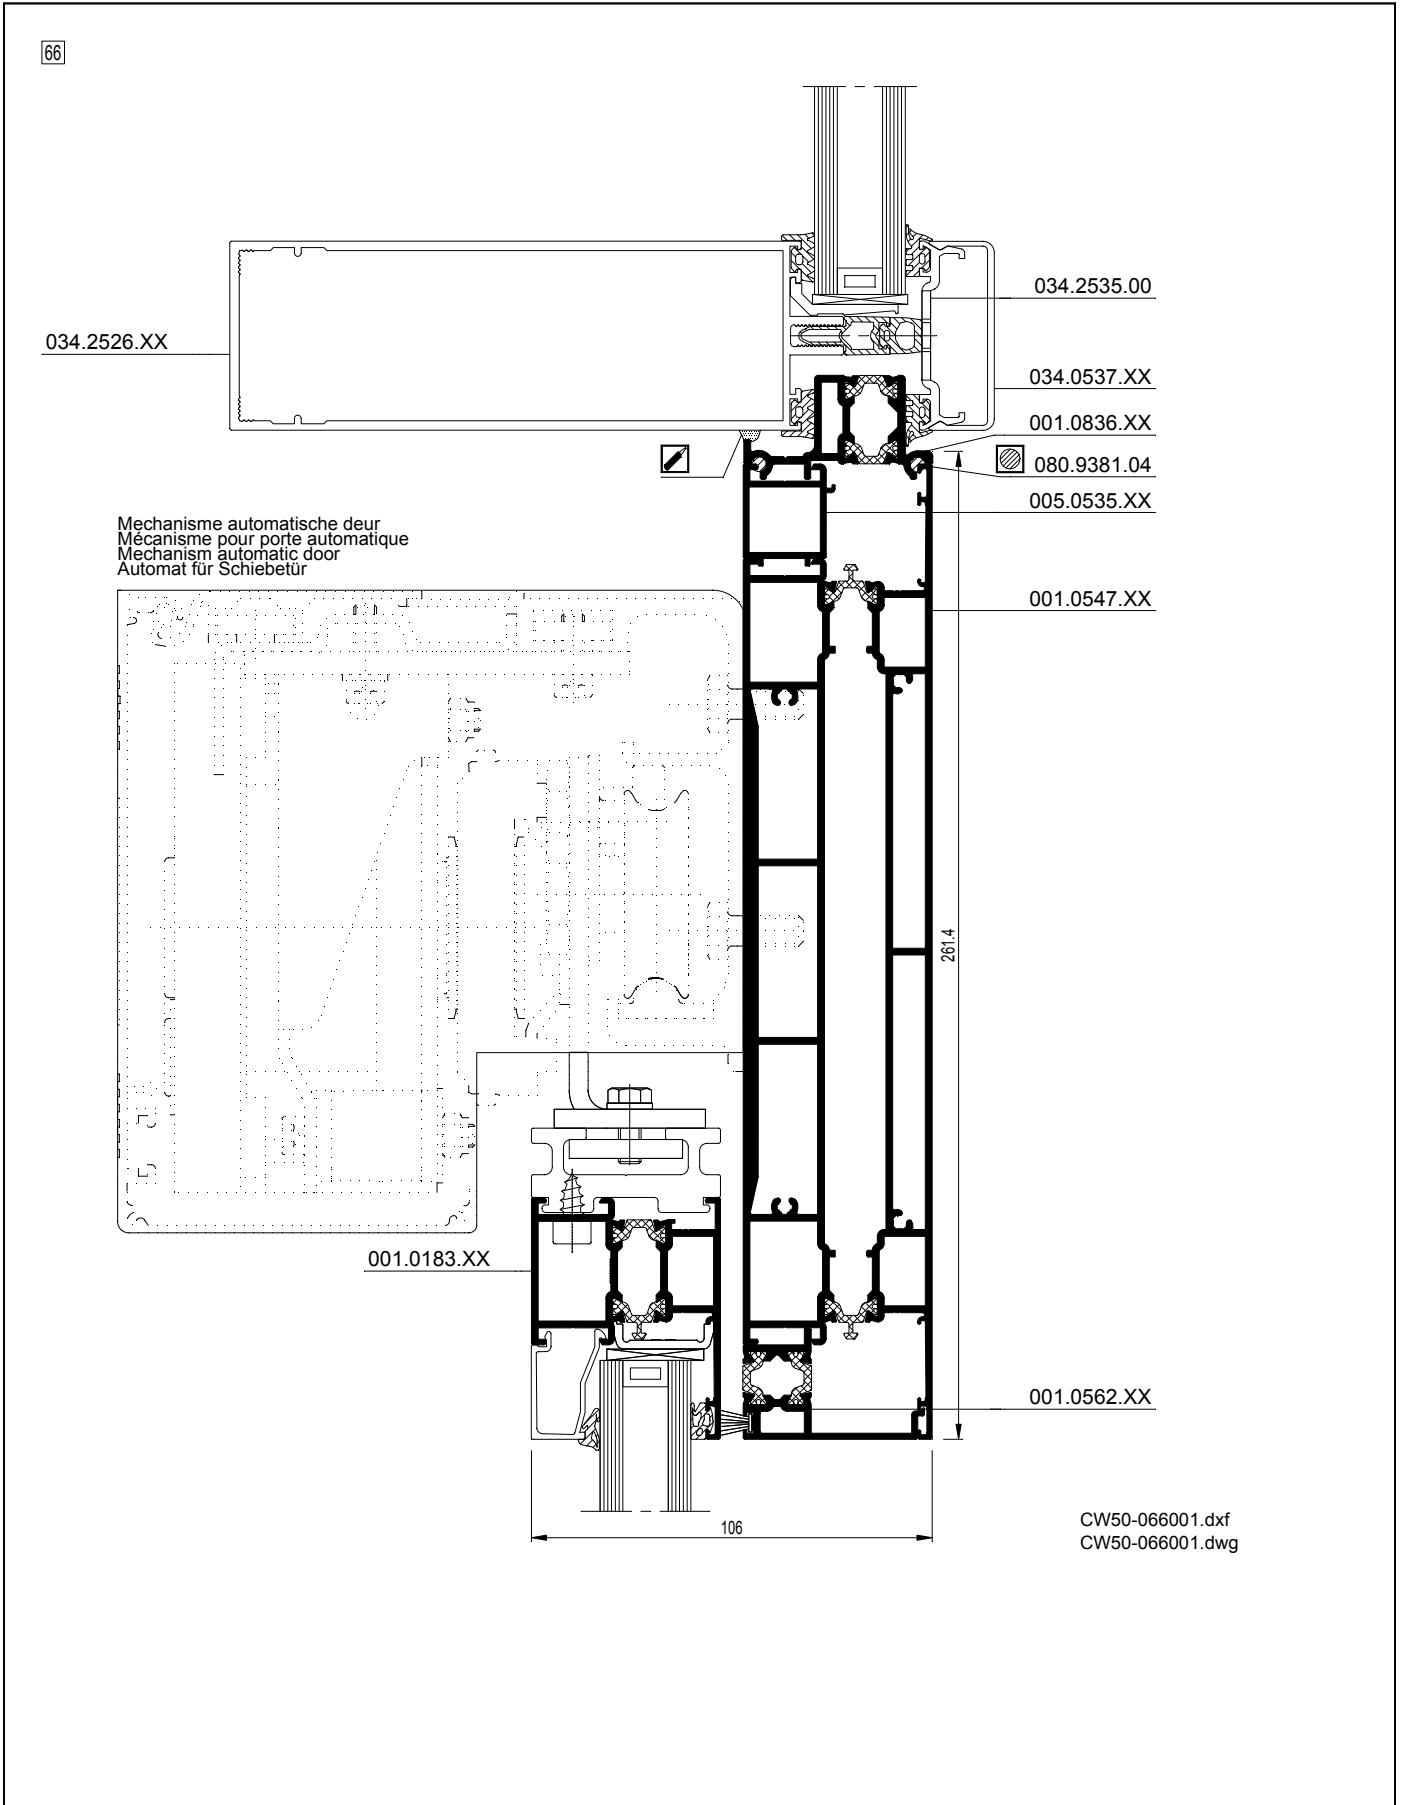 66
034.2535.00
034.2526.XX
034.0537.XX
001.0836.XX
080.9381.04
005.0535.XX
Mechanisme automatische deur
Mécanisme pour porte automatique
Mechanism automatic door
Automat für Schiebetür
001.0547.XX
261.4
001.0183.XX
001.0562.XX
106
CW50-066001.dxf
CW50-066001.dwg